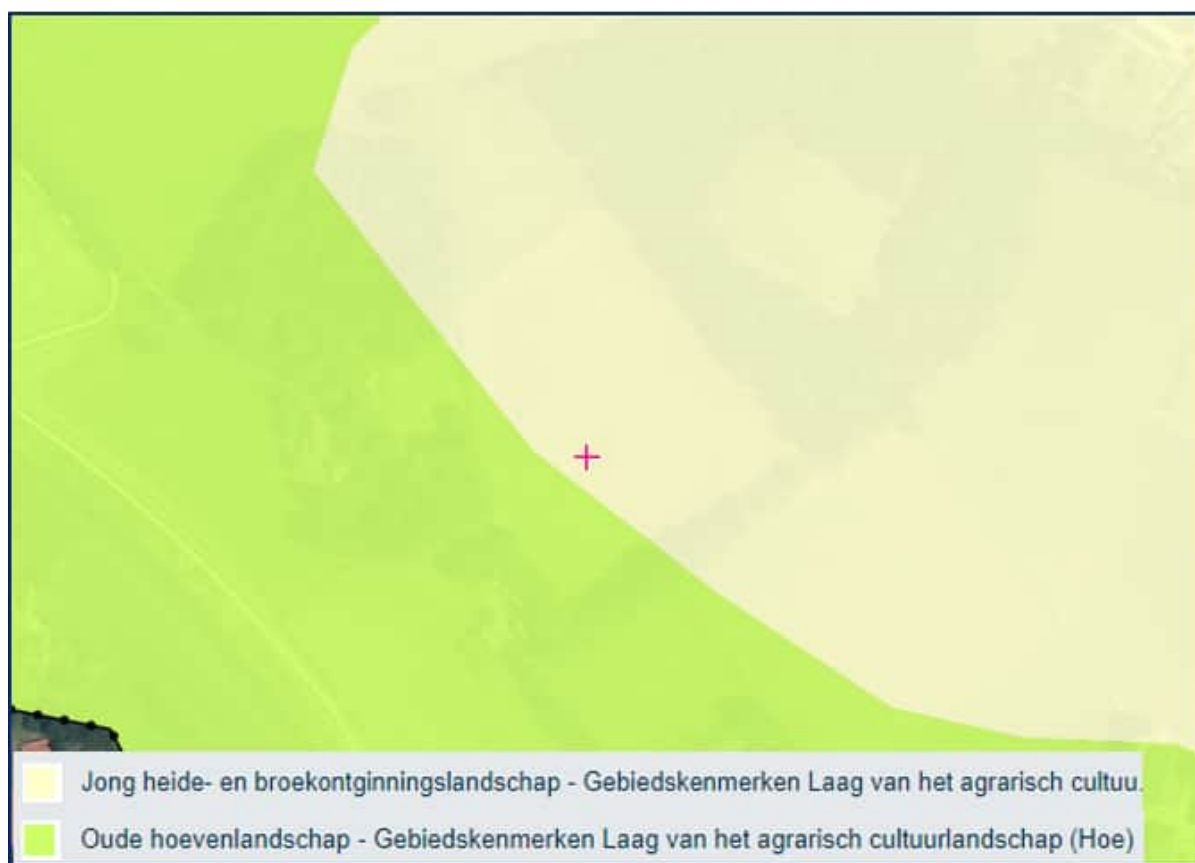 Jong heide- en broekontginningslandschap - Gebiedskenmerken Laag van het agrarisch cultuu.
Oude hoevenlandschap - Gebiedskenmerken Laag van het agrarisch cultuurlandschap (Hoe)